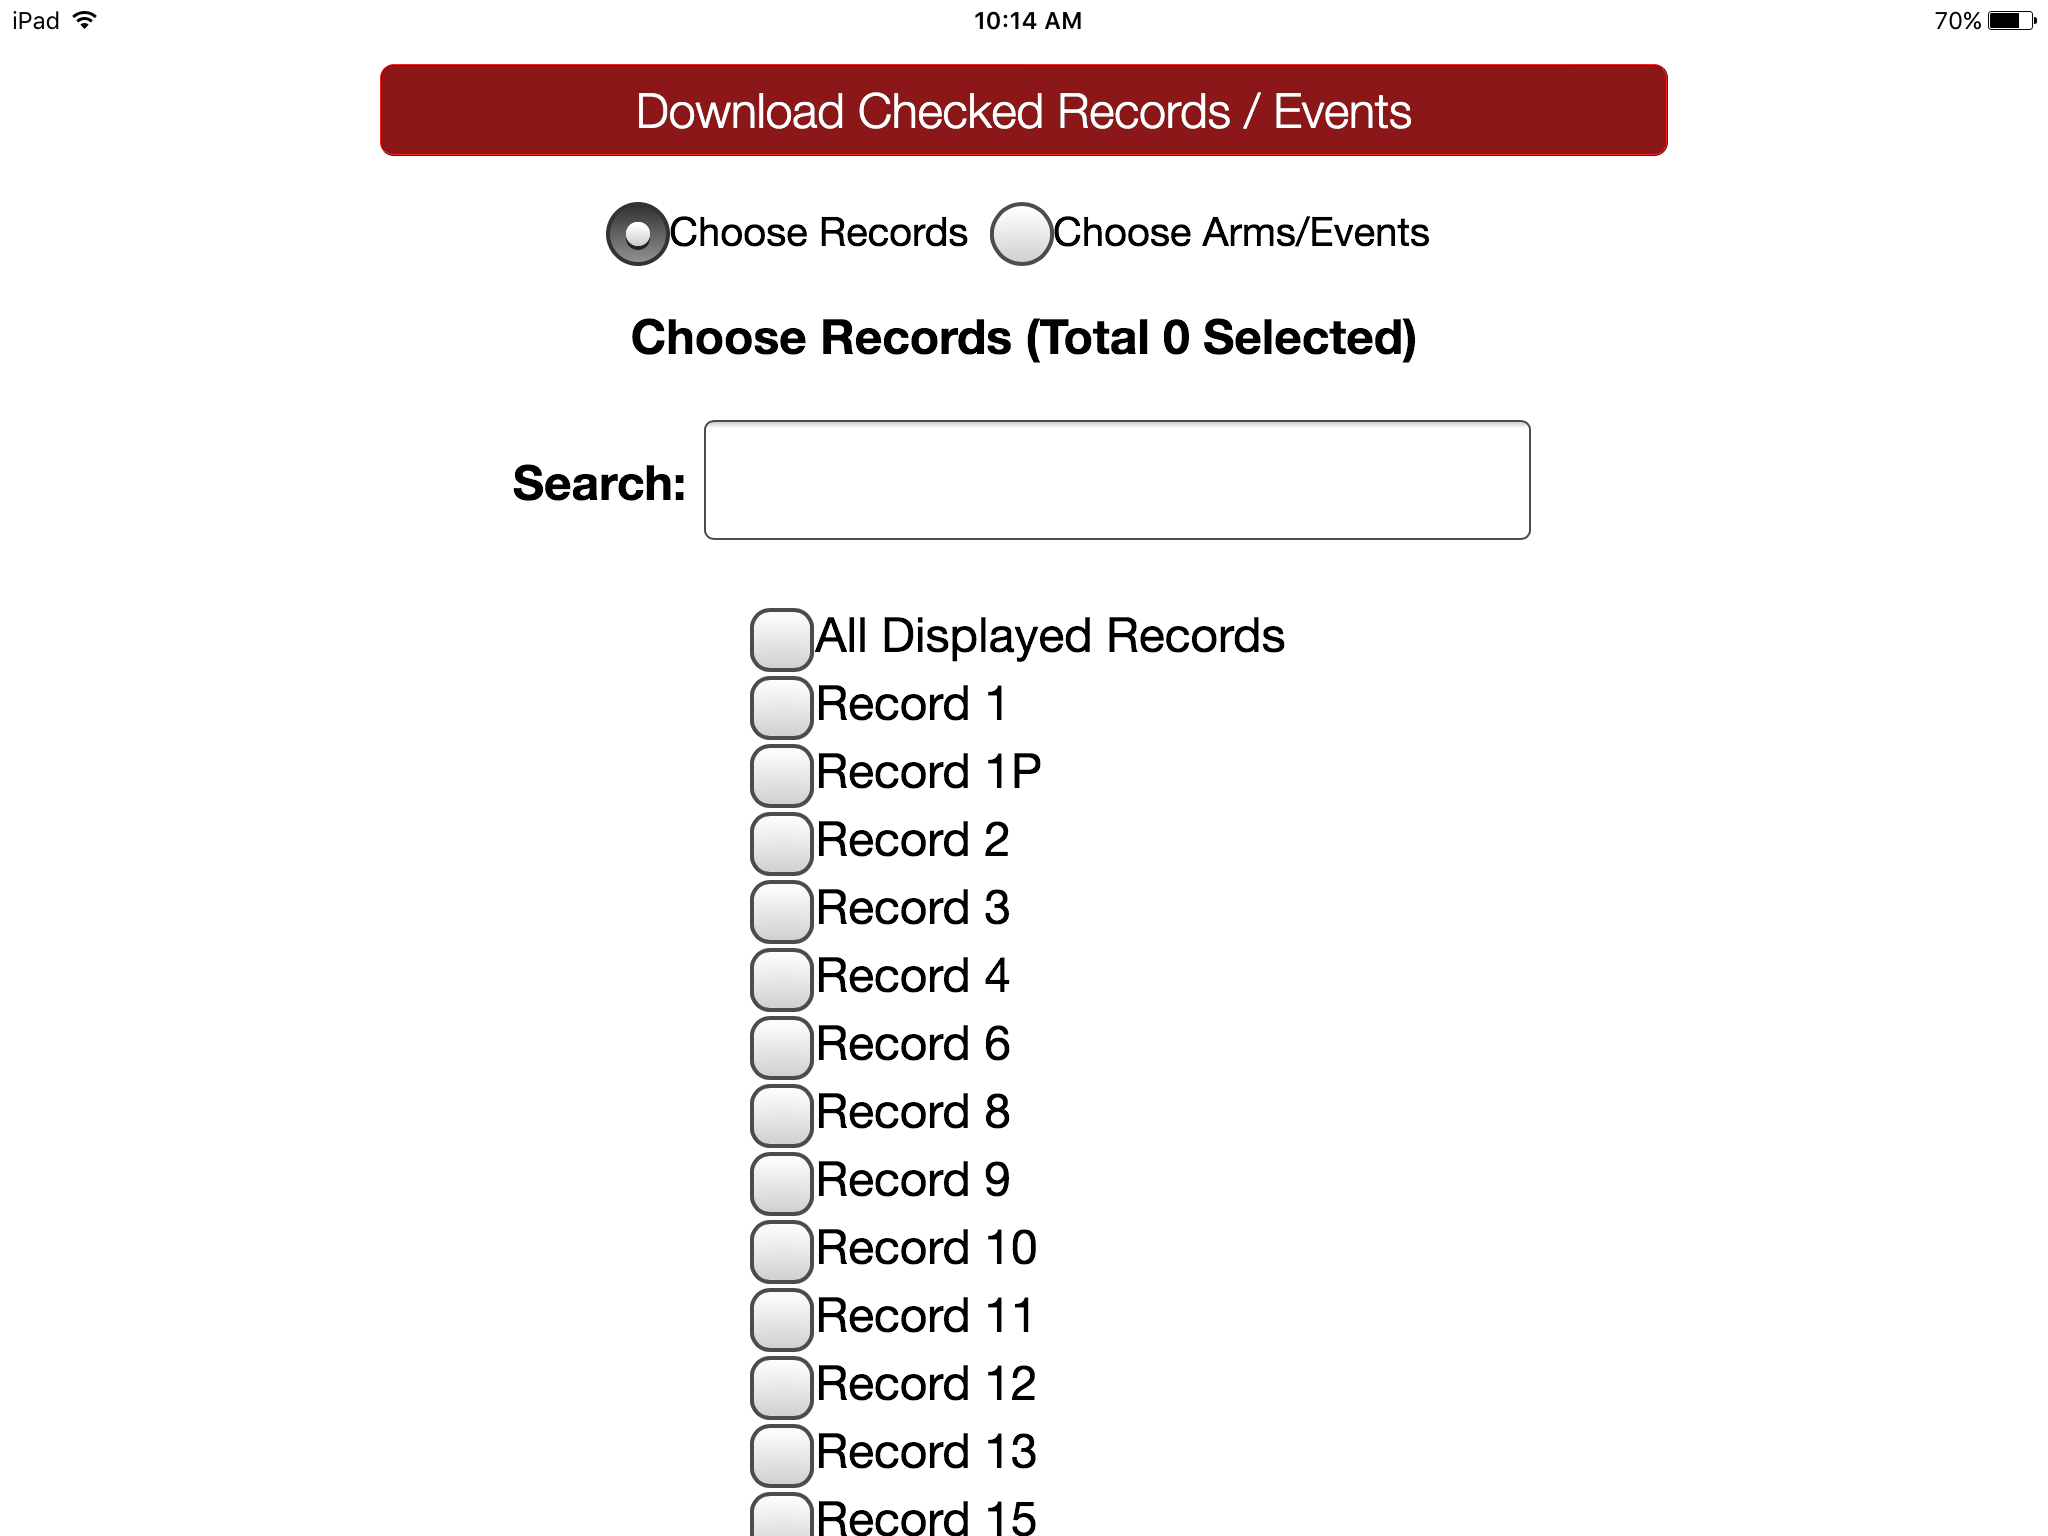 iPad 10:14 AM 70%
Download Checked Records / Events
Choose Records Choose Arms/Events
Choose Records (Total 0 Selected)
Search:
All Displayed Records
Record 1
Record 1P
Record 2
Record 3
Record 4
Record 6
Record 8
Record 9
Record 10
Record 11
Record 12
Record 13
Record 15